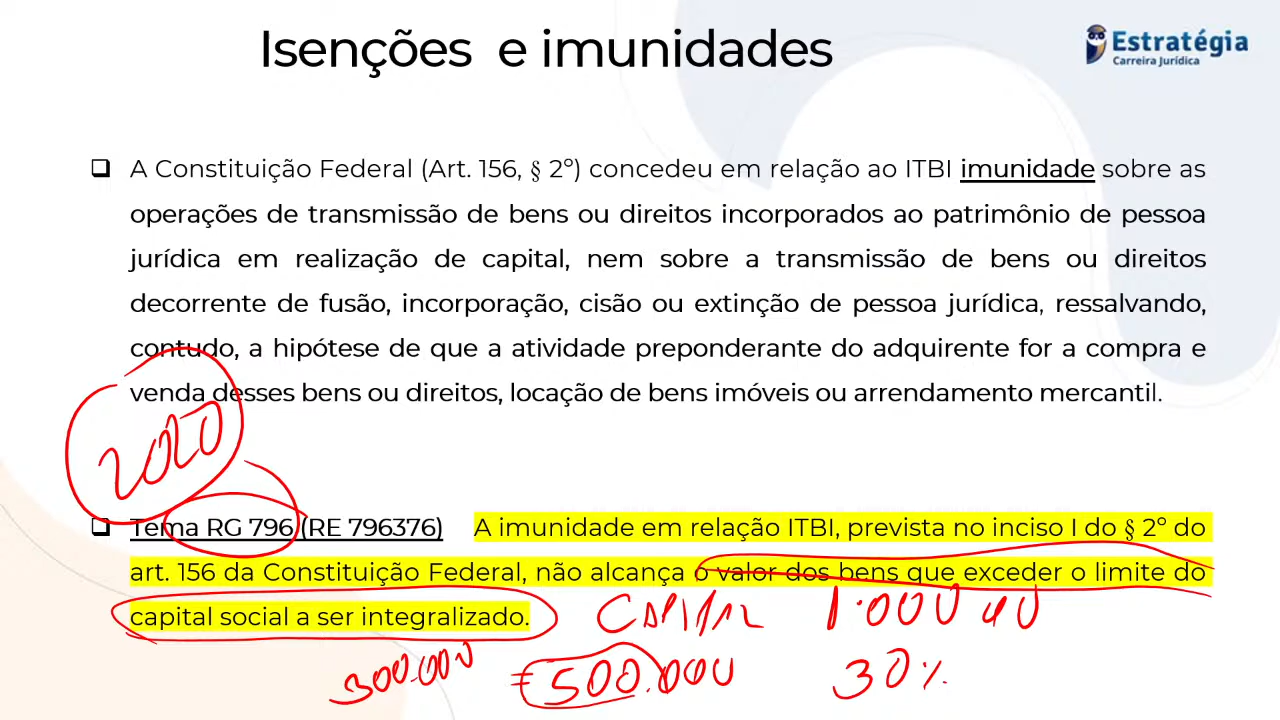 Isenções e imunidades
Estratégia
Carreira Jurídica
❑ A Constituição Federal (Art. 156, § 2º) concedeu em relação ao ITBI imunidade sobre as
operações de transmissão de bens ou direitos incorporados ao patrimônio de pessoa
jurídica em realização de capital, nem sobre a transmissão de bens ou direitos
decorrente de fusão, incorporação, cisão ou extinção de pessoa jurídica, ressalvando,
contudo, a hipótese de que a atividade preponderante do adquirente for a compra e
venda desses bens ou direitos, locação de bens imóveis ou arrendamento mercantil.
2020
❑ Tema RG 796 (RE 796376) A imunidade em relação ITBI, prevista no inciso I do § 2º do
art. 156 da Constituição Federal, não alcança o valor dos bens que exceder o limite do
capital social a ser integralizado.
CAPITAL 1.000
300.000 = 500.000 30%